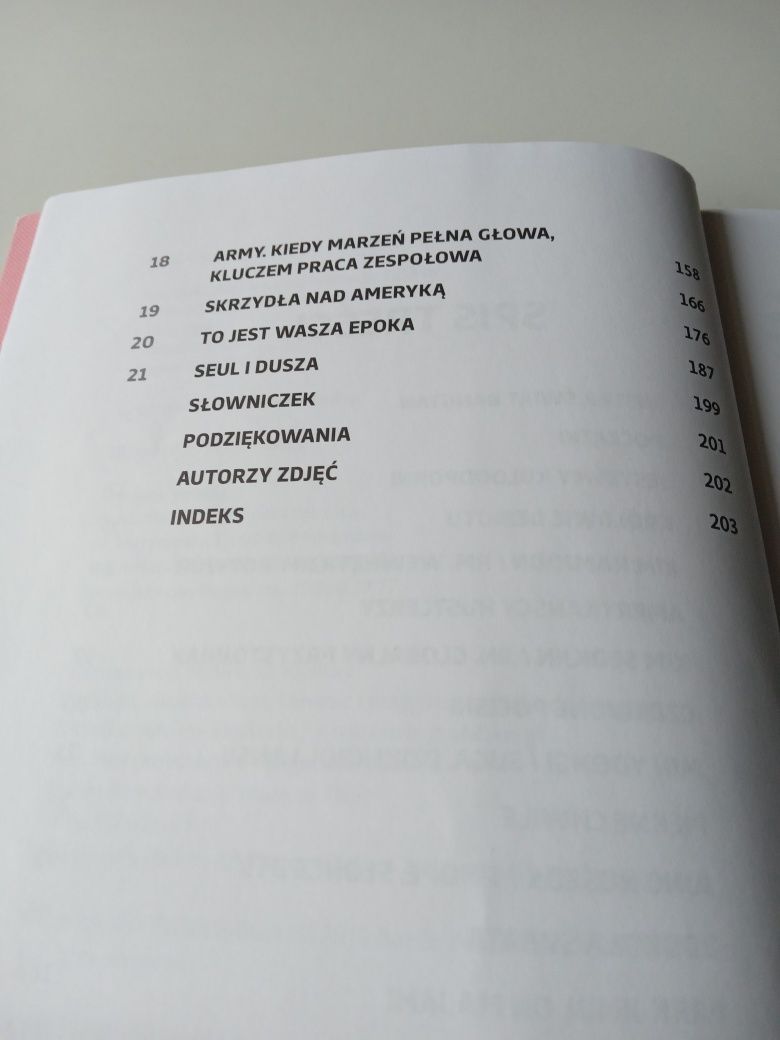 18 ARMY. KIEDY MARZEŃ PEŁNA GŁOWA,
KLUCZEM PRACA ZESPOŁOWA 158
19 SKRZYDŁA NAD AMERYKĄ 166
20 TO JEST WASZA EPOKA 176
21 SEUL I DUSZA 187
SŁOWNICZEK 199
PODZIĘKOWANIA 201
AUTORZY ZDJĘĆ 202
INDEKS 203